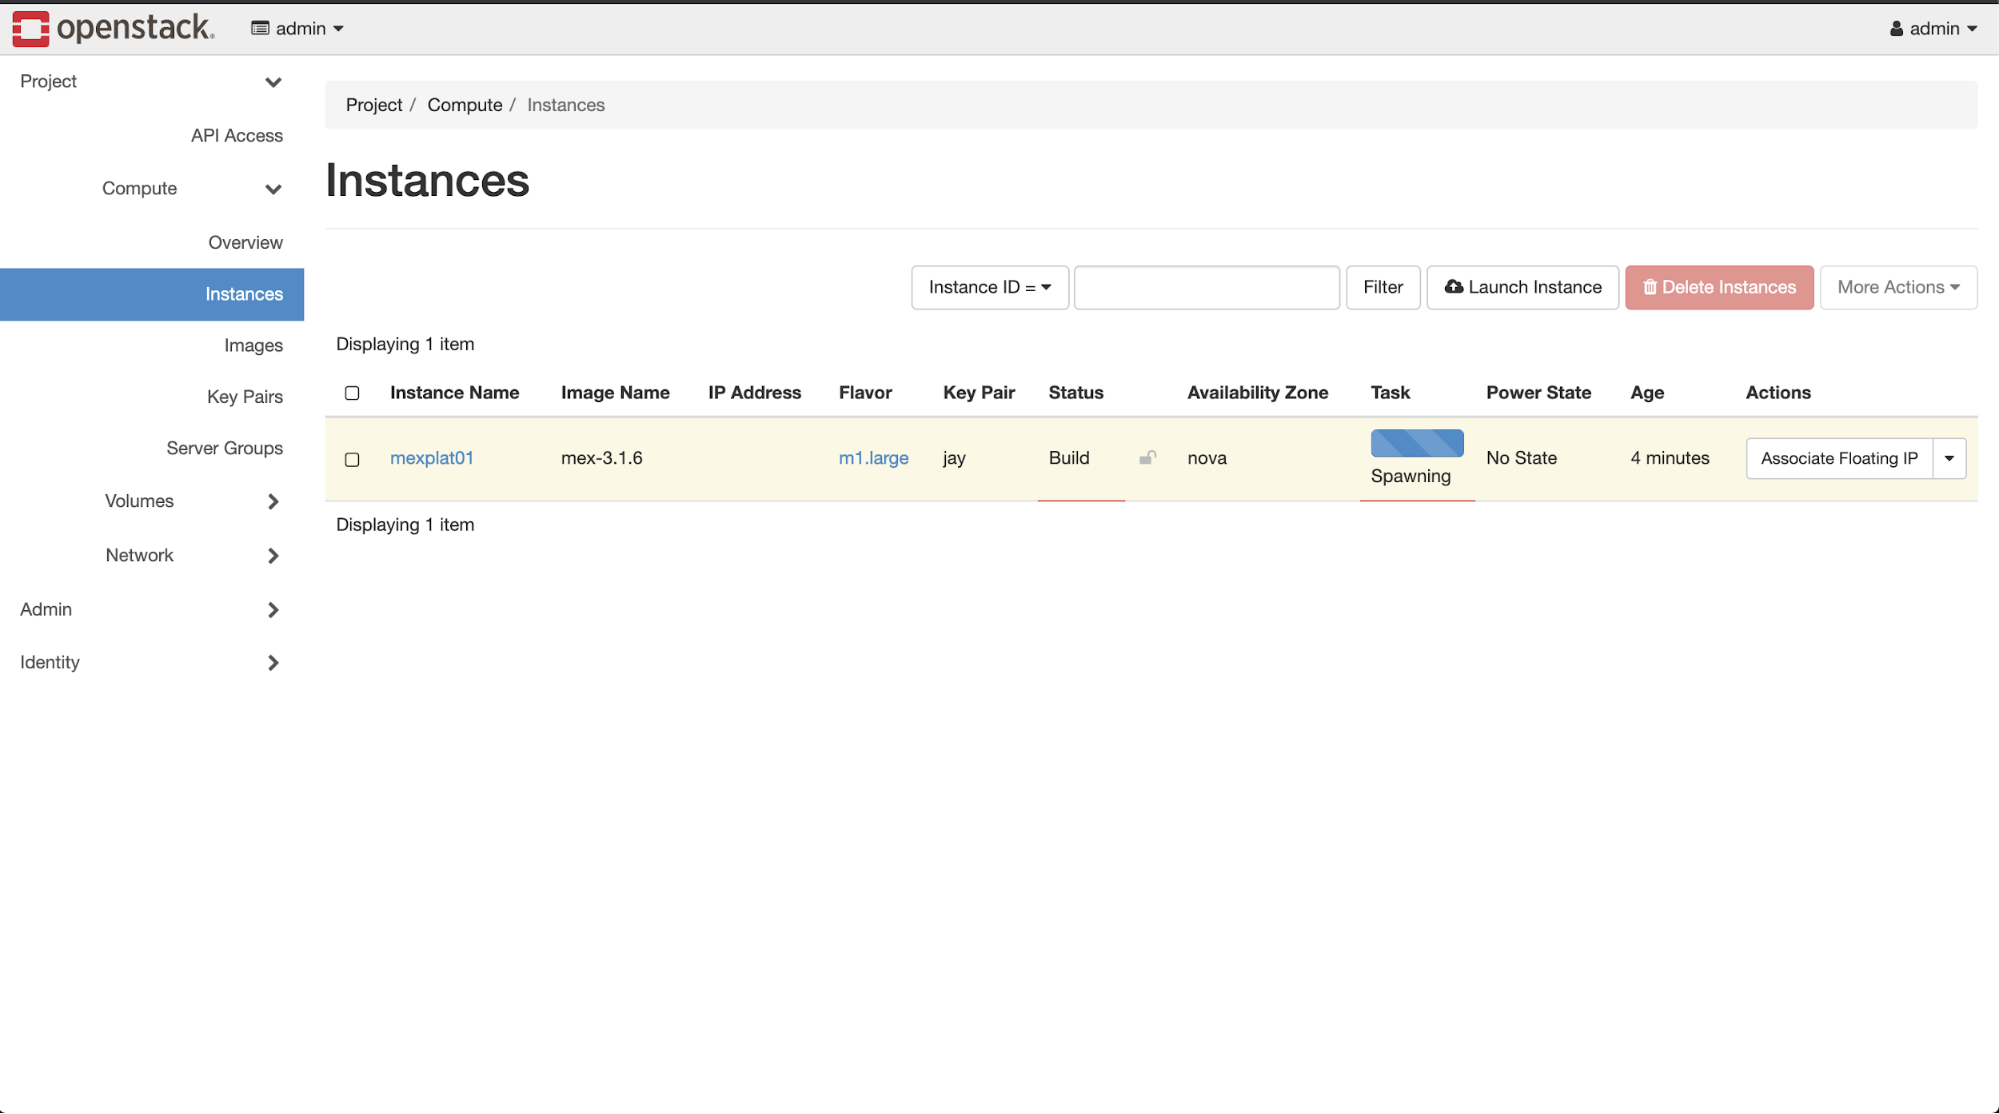 openstack.
admin
admin
Project
API Access
Compute
Overview
Instances
Images
Key Pairs
Server Groups
Volumes
Network
Admin
Identity
Project / Compute / Instances
Instances
Instance ID = Filter Launch Instance Delete Instances More Actions
Displaying 1 item
Instance Name Image Name IP Address Flavor Key Pair Status Availability Zone Task Power State Age Actions
mexplat01 mex-3.1.6 m1.large jay Build nova Spawning No State 4 minutes Associate Floating IP
Displaying 1 item